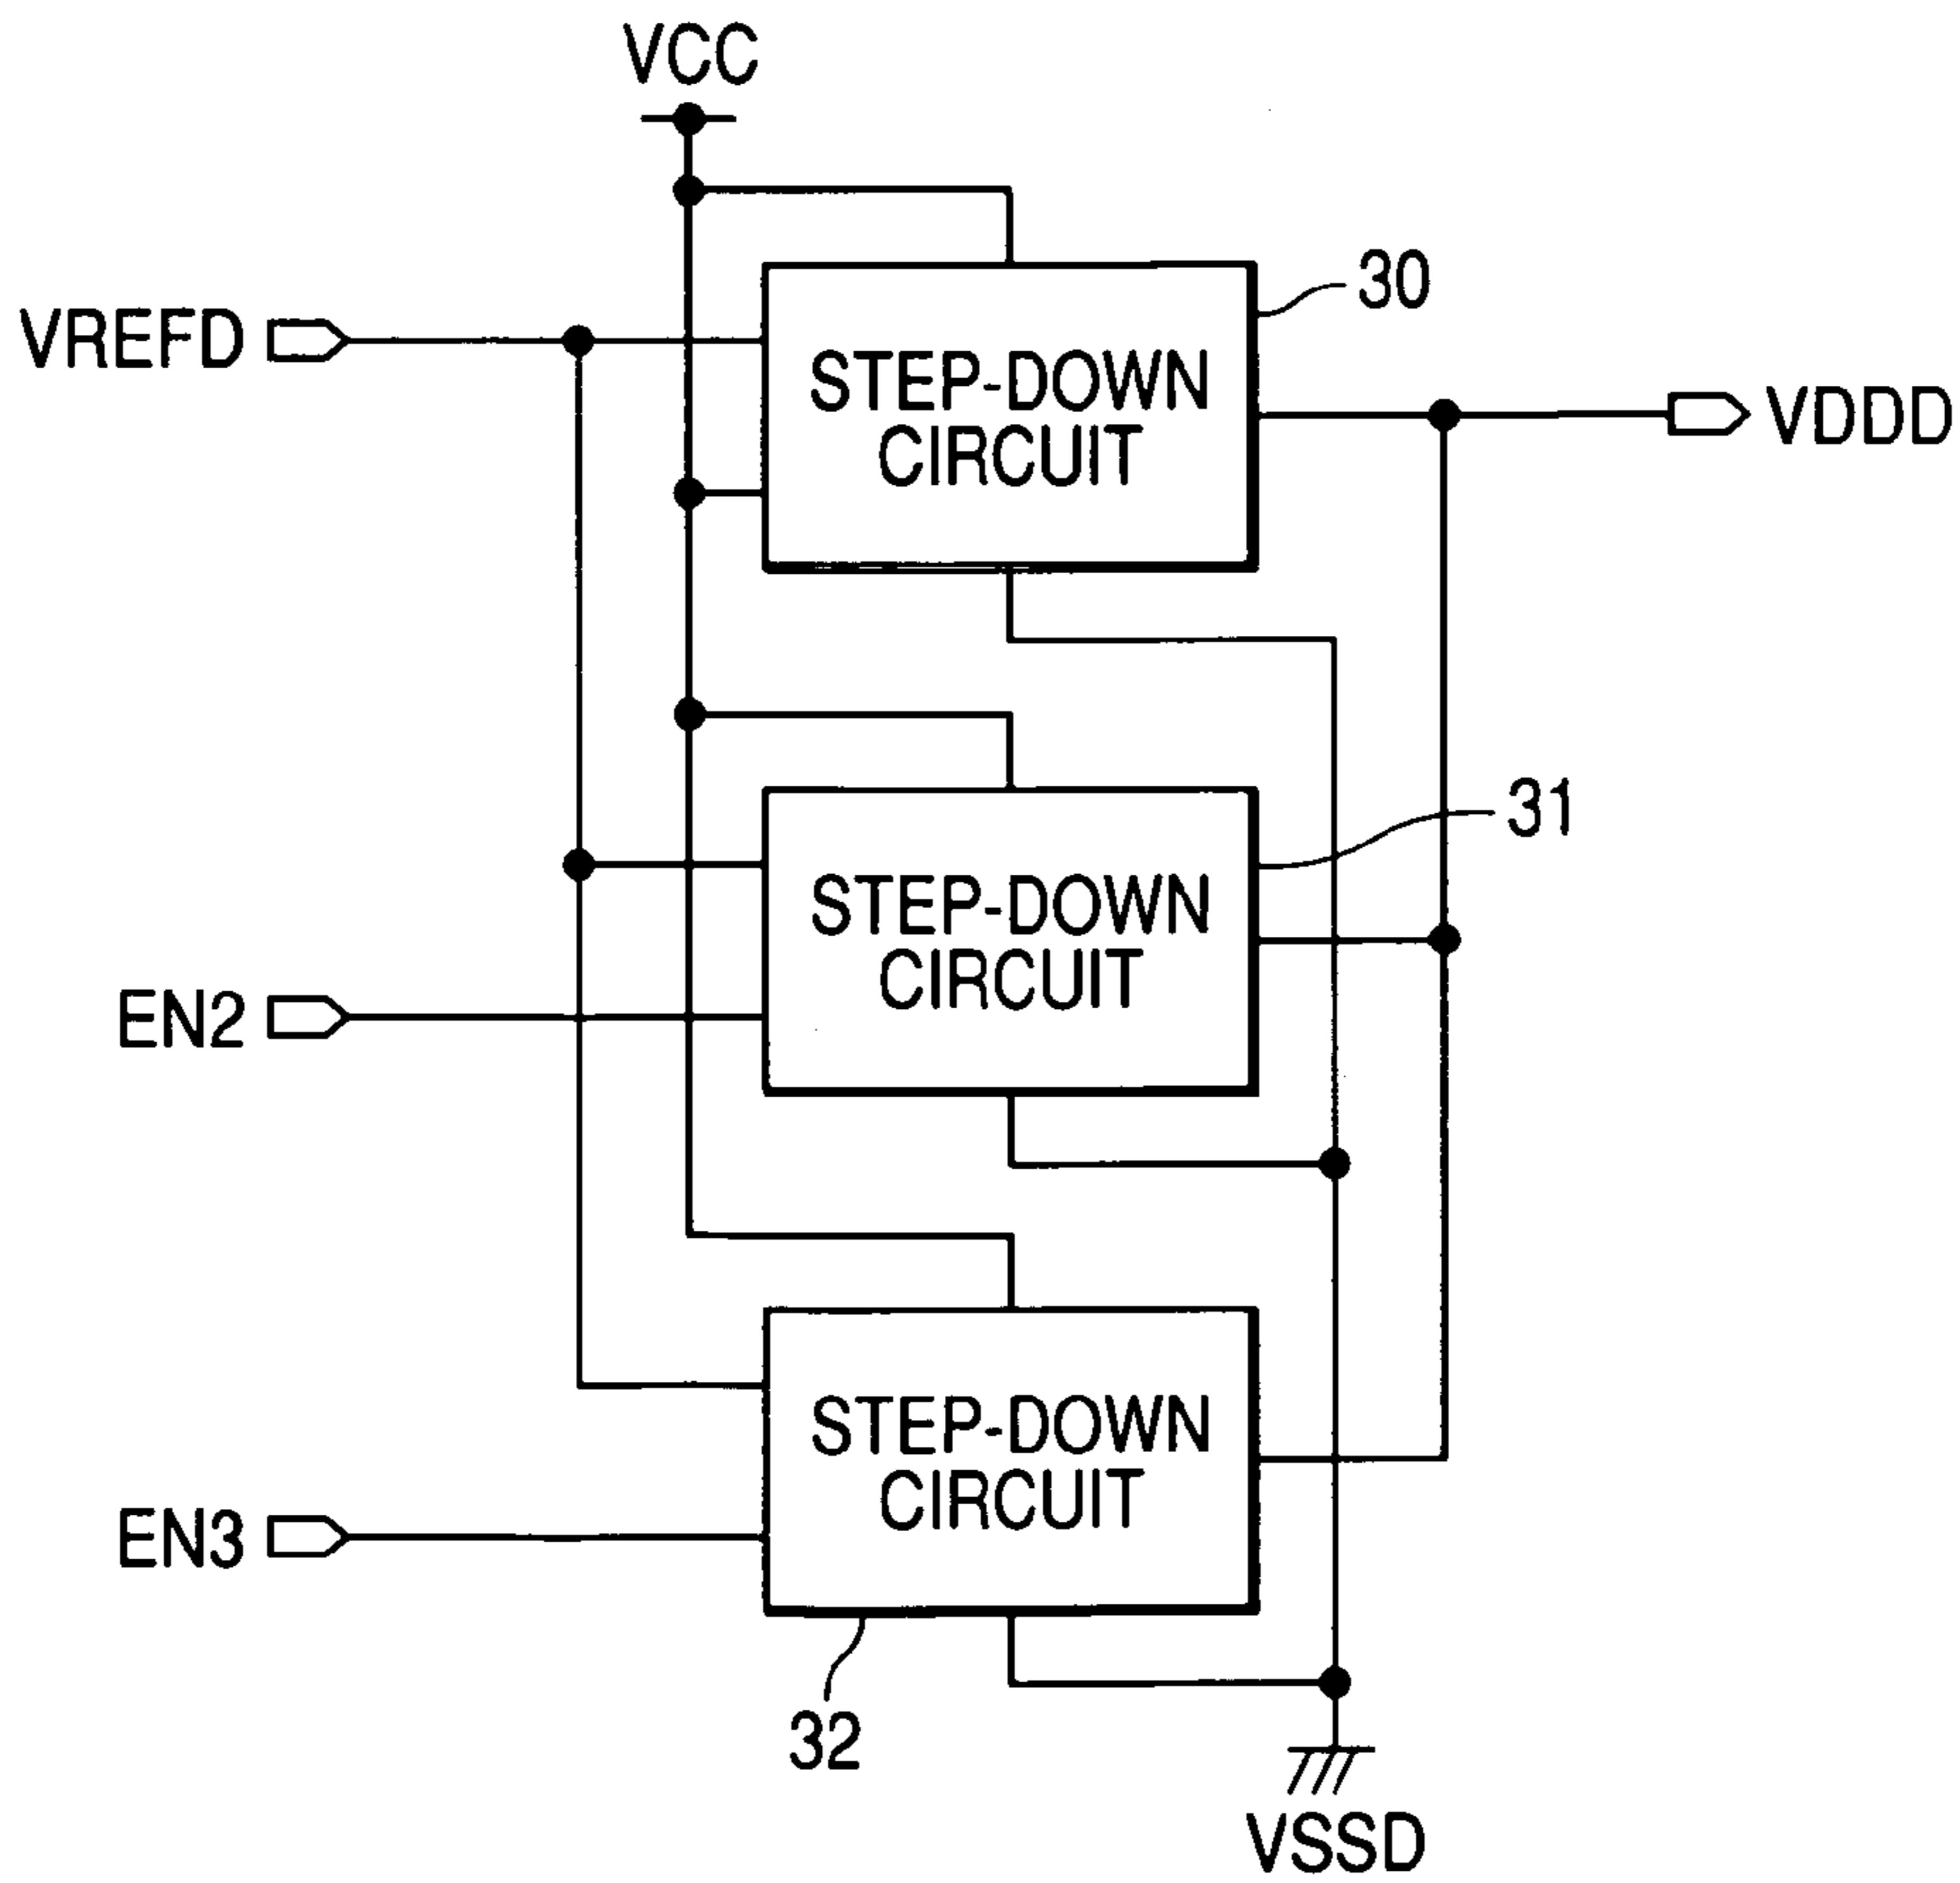 VCC
30
VREFD
STEP-DOWN
CIRCUIT
VDDD
31
STEP-DOWN
CIRCUIT
EN2
STEP-DOWN
CIRCUIT
EN3
32
VSSD